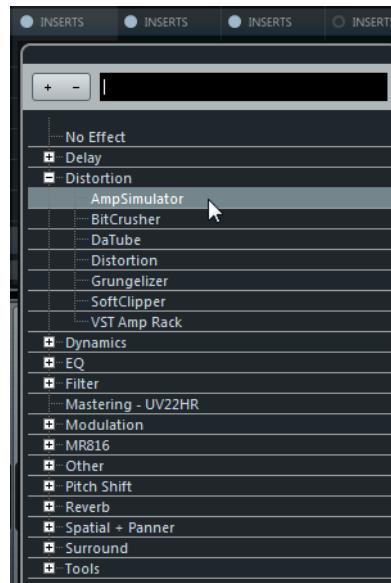 INSERTS INSERTS INSERTS INSERTS
+ -
No Effect
Delay
Distortion
AmpSimulator
BitCrusher
DaTube
Distortion
Grungelizer
SoftClipper
VST Amp Rack
Dynamics
EQ
Filter
Mastering - UV22HR
Modulation
MR816
Other
Pitch Shift
Reverb
Spatial + Panner
Surround
Tools